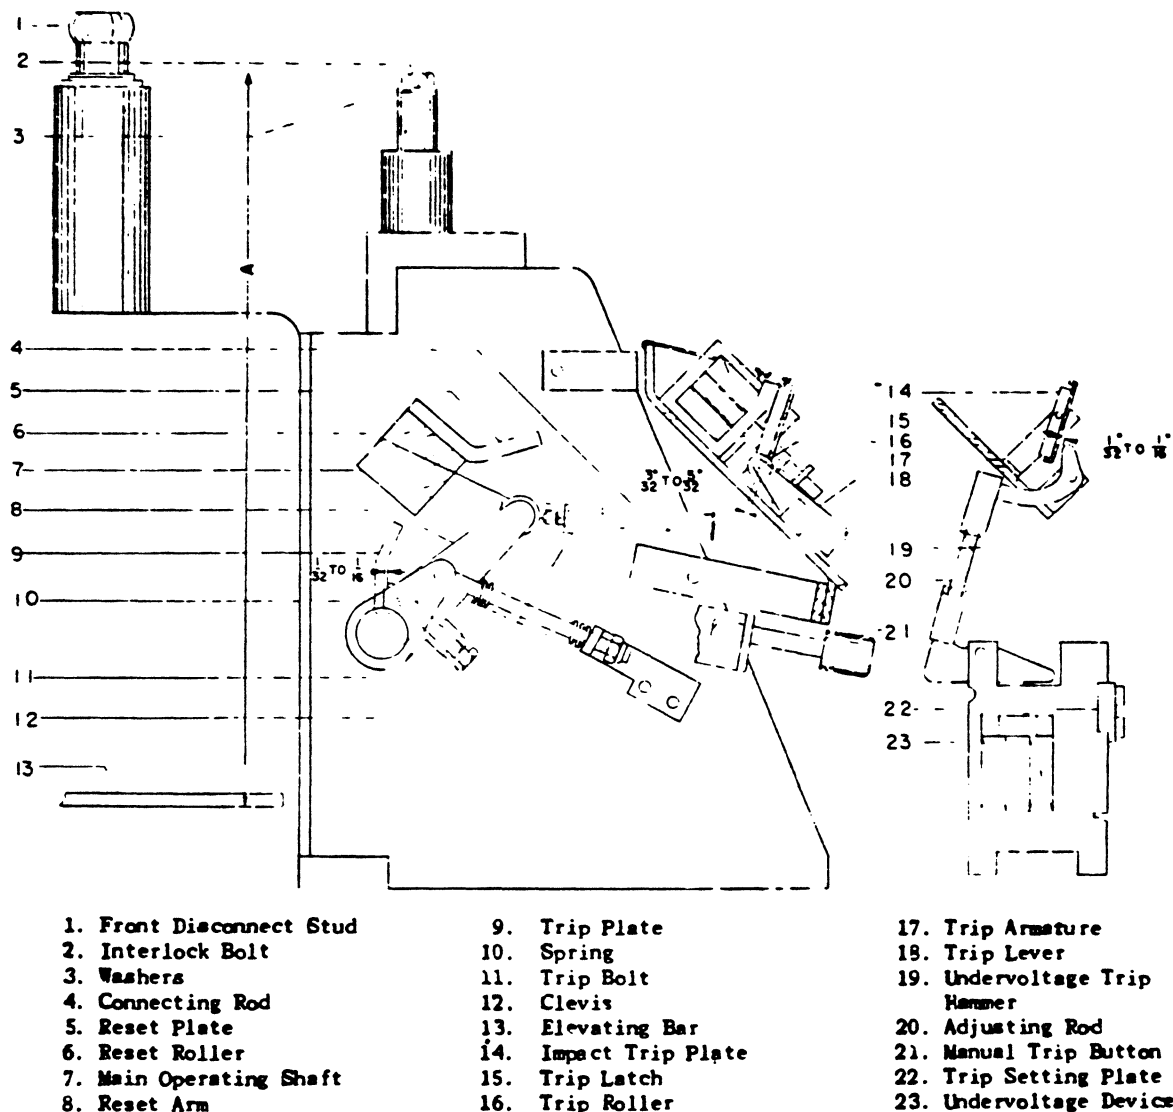 1
2
3
A
4
5
6
7
8
9
10
11
12
13
1/32 TO 1/16
3"/32 TO 5"/32
14
15
16
17
18
19
20
21
22
23
1"/32 TO 1"/16
1. Front Disconnect Stud
2. Interlock Bolt
3. Washers
4. Connecting Rod
5. Reset Plate
6. Reset Roller
7. Main Operating Shaft
8. Reset Arm
9. Trip Plate
10. Spring
11. Trip Bolt
12. Clevis
13. Elevating Bar
14. Impact Trip Plate
15. Trip Latch
16. Trip Roller
17. Trip Armature
18. Trip Lever
19. Undervoltage Trip
Hammer
20. Adjusting Rod
21. Manual Trip Button
22. Trip Setting Plate
23. Undervoltage Device